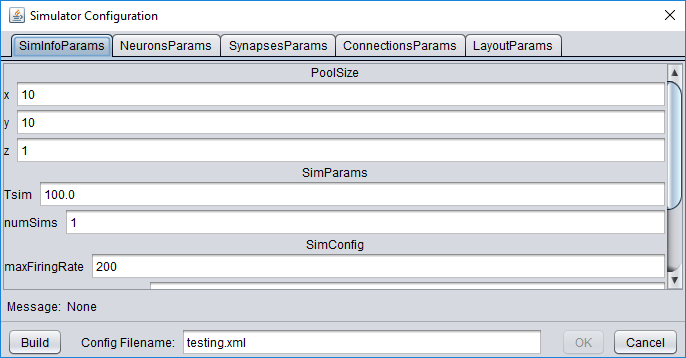 Simulator Configuration
SimInfoParams NeuronsParams SynapsesParams ConnectionsParams LayoutParams
PoolSize
x 10
y 10
z 1
SimParams
Tsim 100.0
numSims 1
SimConfig
maxFiringRate 200
Message: None
Build Config Filename: testing.xml OK Cancel